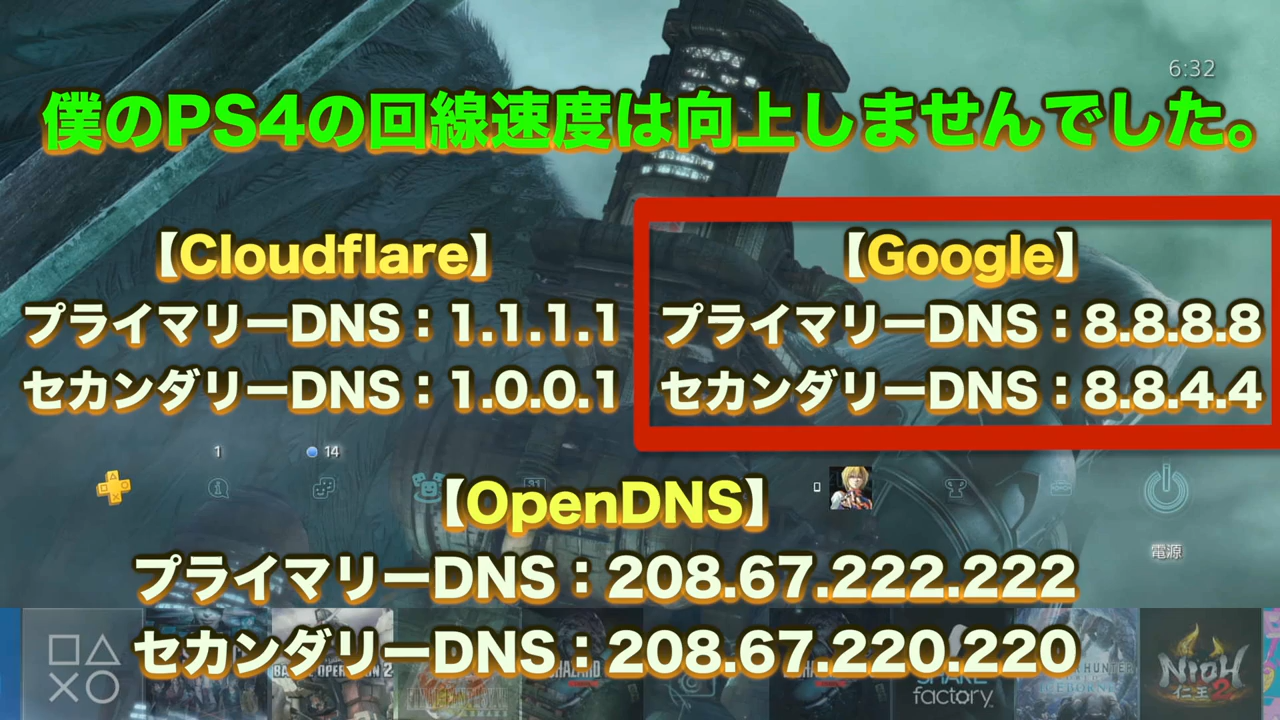 6:32
僕のPS4の回線速度は向上しませんでした。
【Cloudflare】
プライマリーDNS：1.1.1.1
セカンダリーDNS：1.0.0.1
【Google】
プライマリーDNS：8.8.8.8
セカンダリーDNS：8.8.4.4
1
14
31
【OpenDNS】
プライマリーDNS：208.67.222.222
セカンダリーDNS：208.67.220.220
電源
SHARE
factory
ICEBORNE
NIOH
仁王2